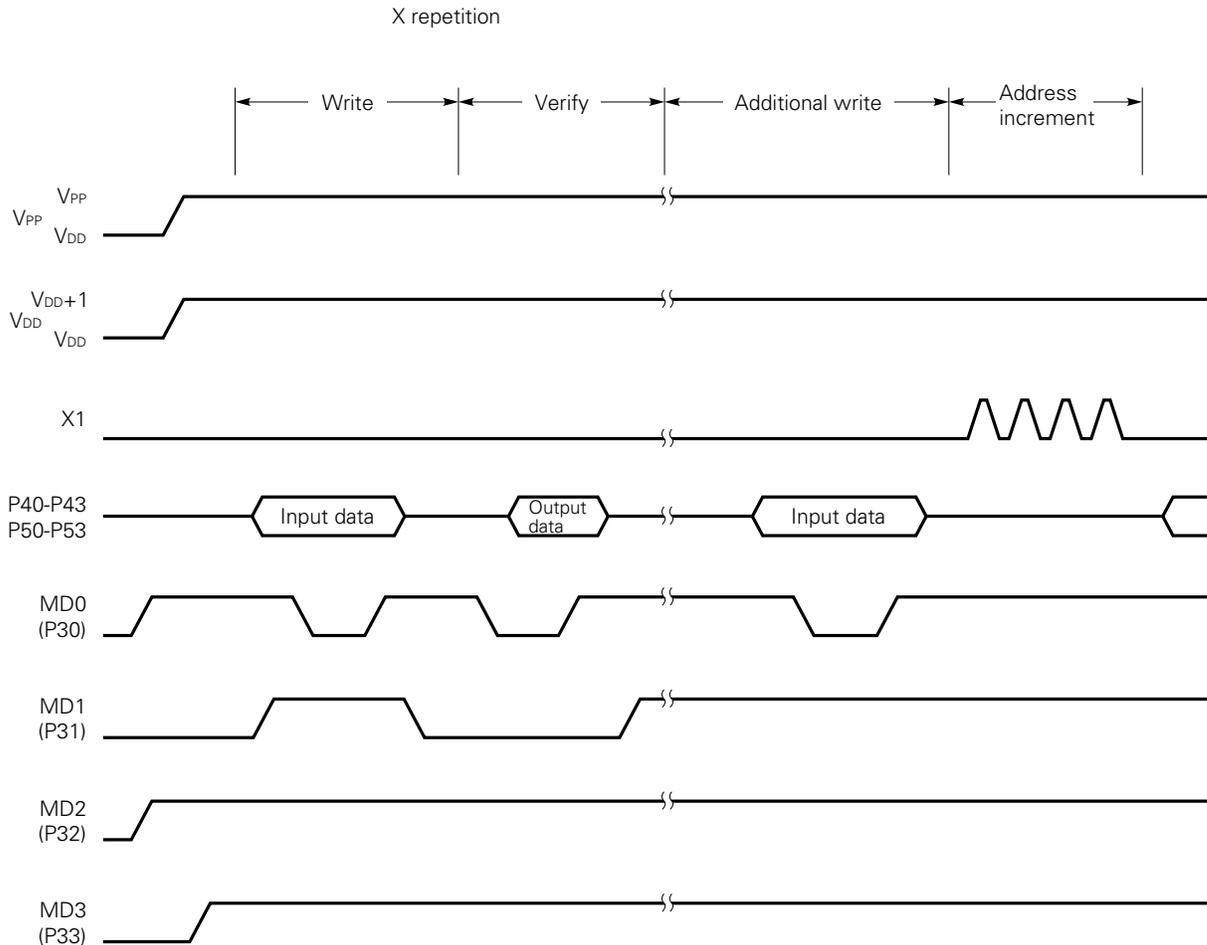 X repetition
Write
Verify
Additional write
Address
increment
VPP
VPP
VDD
VDD+1
VDD
VDD
X1
P40-P43
P50-P53
Input data
Output
data
Input data
MD0
(P30)
MD1
(P31)
MD2
(P32)
MD3
(P33)